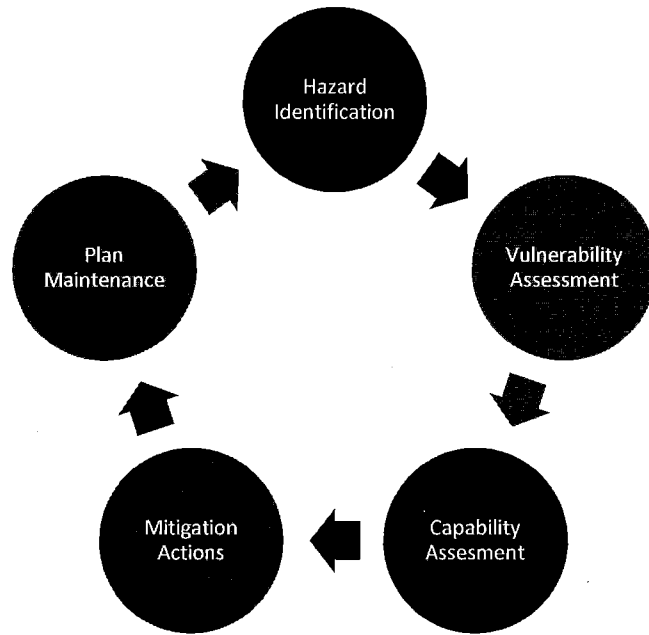 Hazard
Identification
Vulnerability
Assessment
Capability
Assesment
Mitigation
Actions
Plan
Maintenance